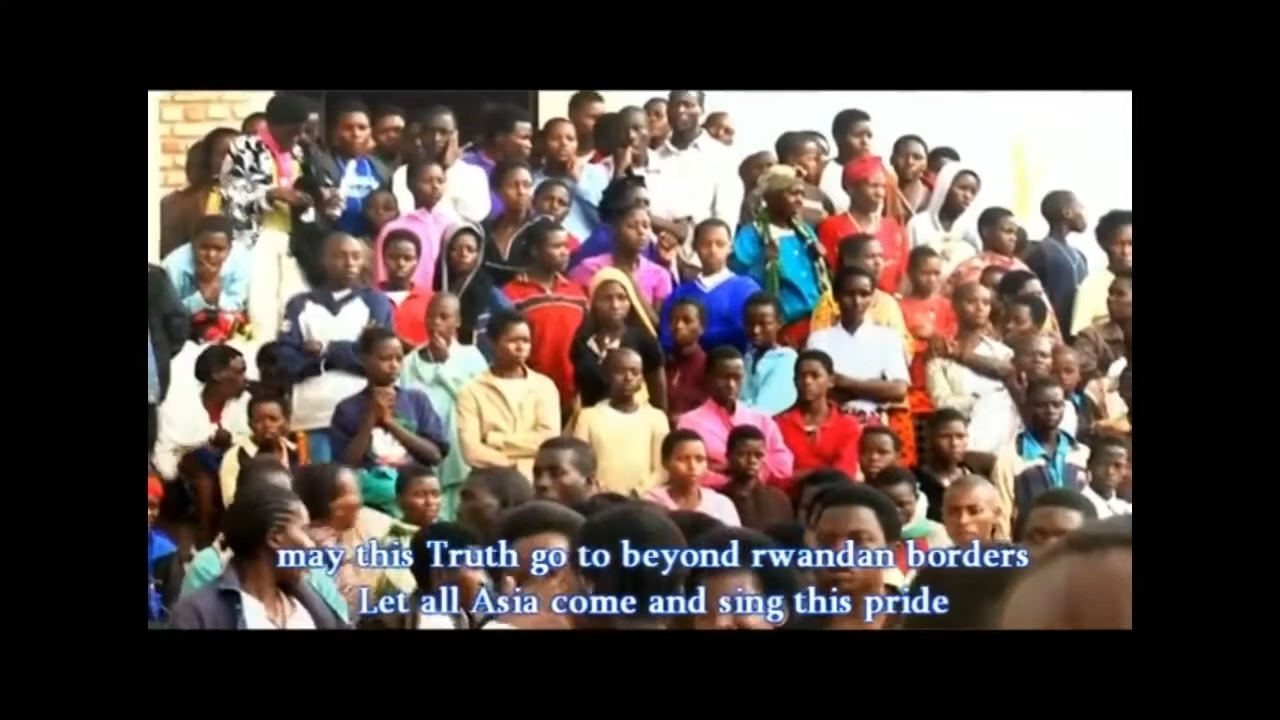 may this Truth go to beyond rwandan borders
Let all Asia come and sing this pride